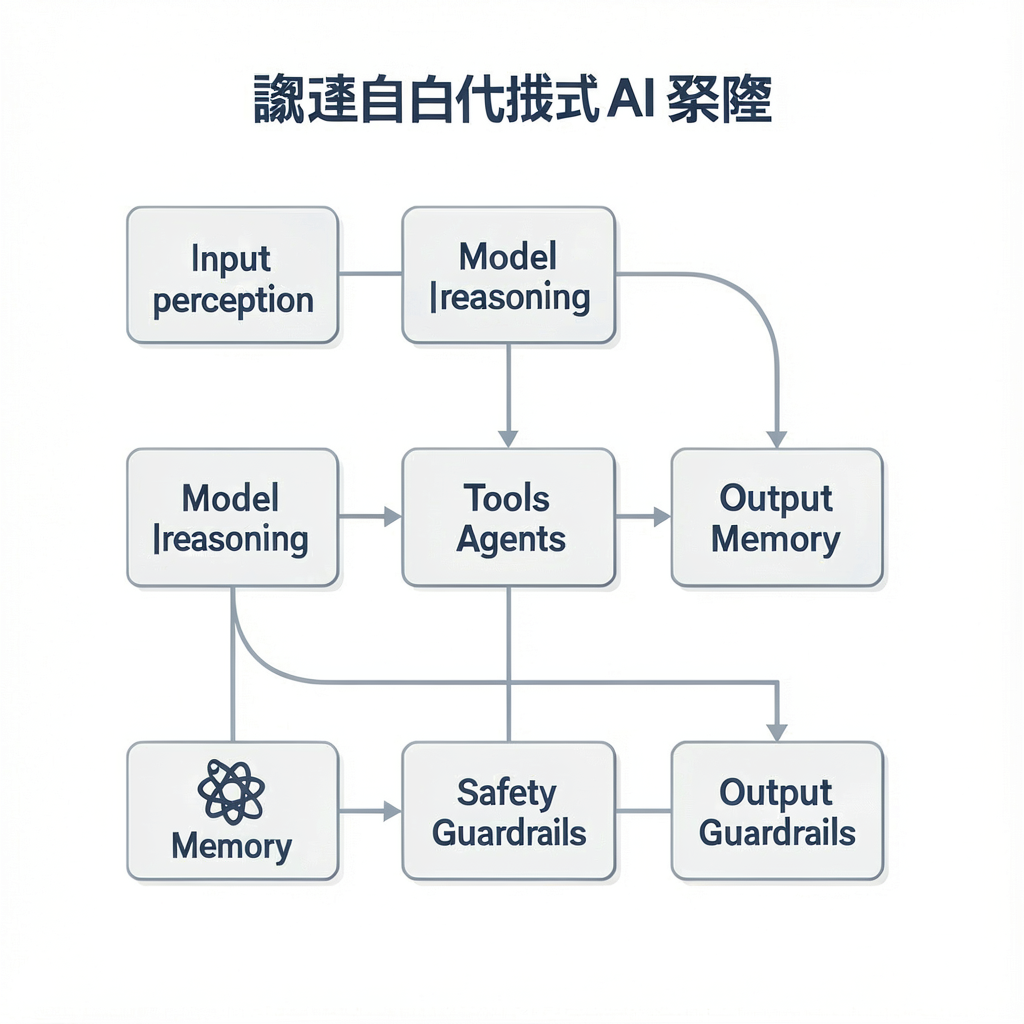 自白代式 AI
Input
perception
Model
|reasoning
Model
|reasoning
Tools
Agents
Output
Memory
Memory
Safety
Guardrails
Output
Guardrails